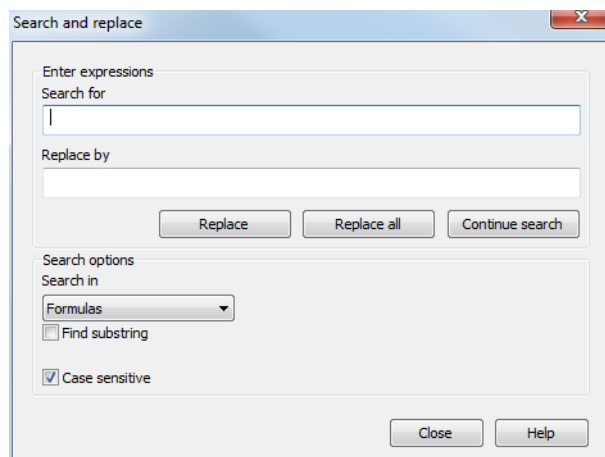 Search and replace
Enter expressions
Search for
Replace by
Replace Replace all Continue search
Search options
Search in
Formulas
Find substring
Case sensitive
Close Help